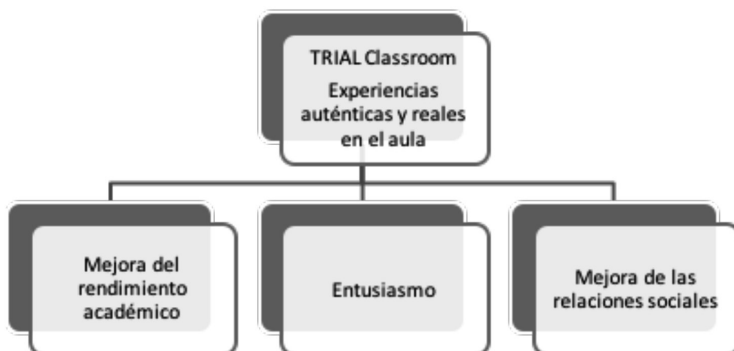 TRIAL Classroom
Experiencias
auténticas y reales
en el aula
Mejora del
rendimiento
académico
Entusiasmo
Mejora de las
relaciones sociales